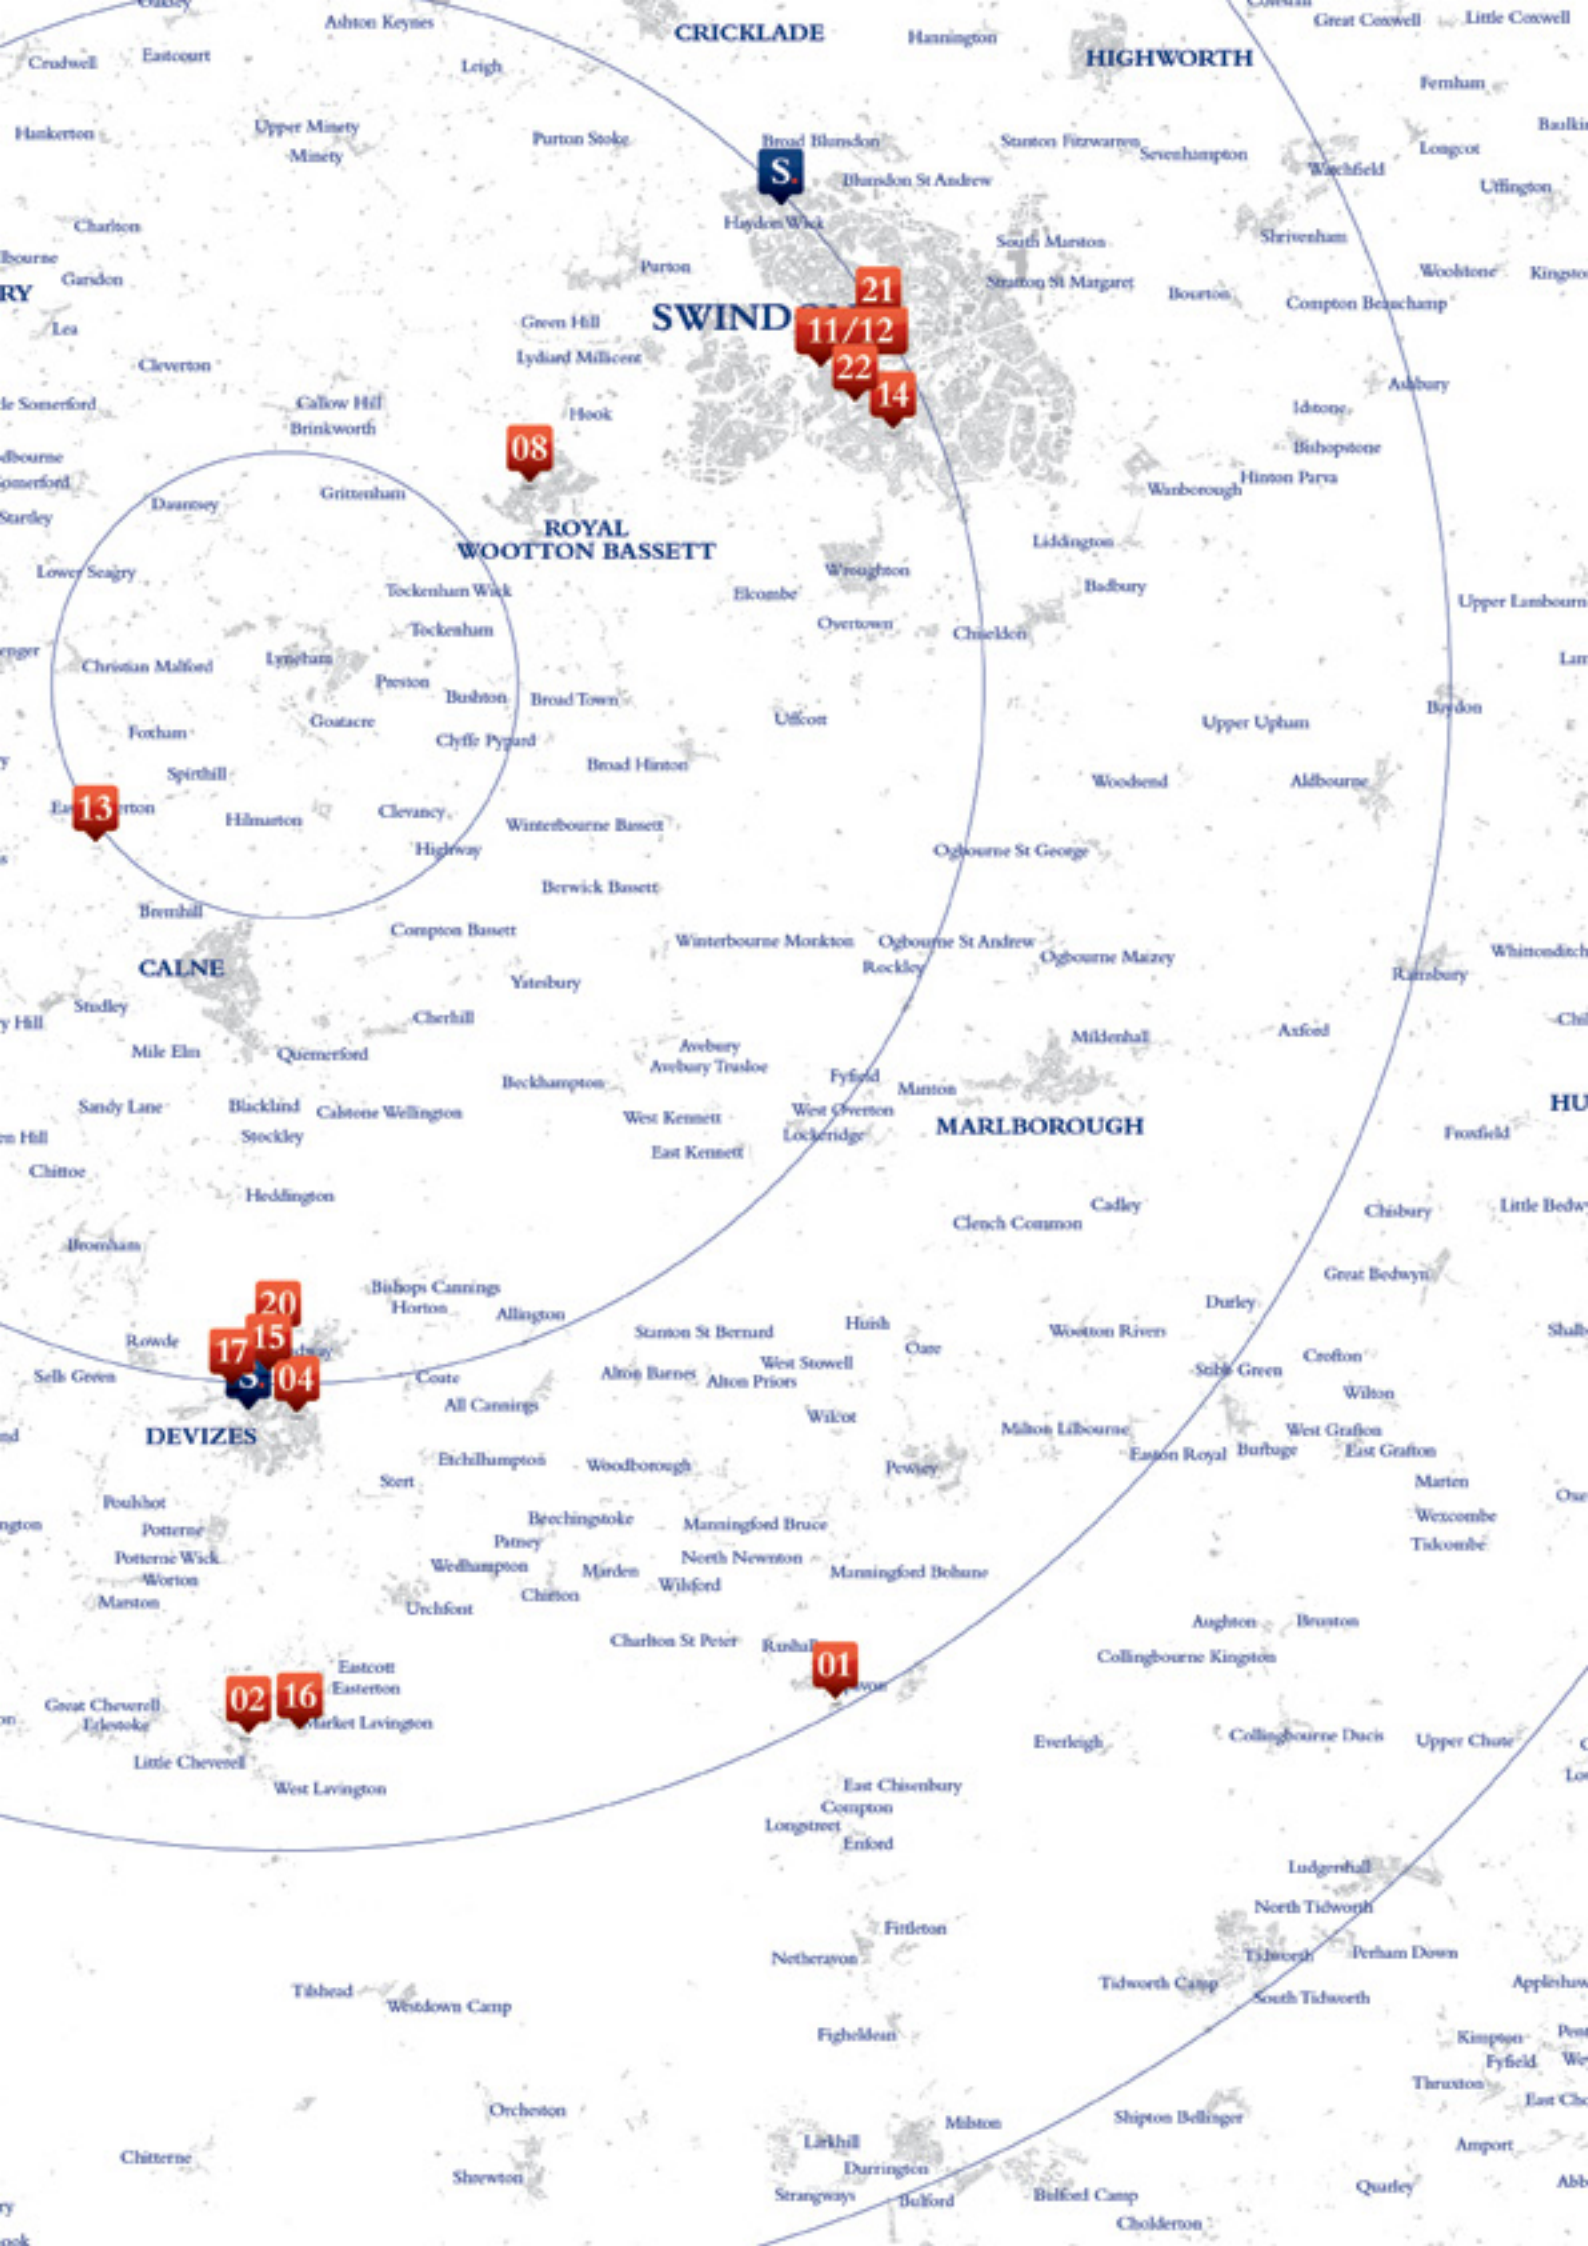 Ashton Keynes
CRICKLADE
Hannington
Great Coxwell
Little Coxwell
Crudwell
Eastcourt
Leigh
HIGHWORTH
Fernham
Hankerton
Upper Minety
Minety
Purton Stoke
Broad Blunsdon
Stanton Fitzwarren
Sevenhampton
Longcot
Watchfield
S.
Blunsdon St Andrew
Uffington
Charlton
Haydon Wick
South Marston
Shrivenham
Garsdon
Purton
Stratton St Margaret
Bourton
Woolstone
Compton Beauchamp
21
RY
Lea
Green Hill
SWIND
11/12
Lydiard Millicent
Cleverton
22
14
Ashbury
Callow Hill
Brinkworth
Hook
Idstone
08
Bishopstone
Hinton Parva
Wanborough
Grittenham
Dauntsey
Startley
ROYAL
WOOTTON BASSETT
Liddington
Lower Seagry
Wroughton
Badbury
Tockenham Wick
Elcombe
Upper Lambourn
Overtown
Tockenham
Chiseldon
Christian Malford
Lyneham
Preston
Bushton
Broad Town
Baydon
Goatacre
Uffcott
Upper Upham
Foxham
Clyffe Pypard
Broad Hinton
Spirthill
Woodsend
Aldbourne
13
erton
Hilmarton
Clevancy
Winterbourne Bassett
Highway
Ogbourne St George
Berwick Bassett
Bremhill
Compton Bassett
Winterbourne Monkton
Ogbourne St Andrew
Ogbourne Maizey
Rockley
CALNE
Yatesbury
Ramsbury
Studley
Cherhill
Mildenhall
Axford
Mile Elm
Quemerford
Avebury
Avebury Trusloe
Beckhampton
Fyfield
Manton
Sandy Lane
Blackland
Calstone Wellington
West Kennett
West Overton
HU
Stockley
Lockeridge
MARLBOROUGH
Froxfield
East Kennett
Chittoe
Heddington
Cadley
Clench Common
Chisbury
Little Bedw
Bromham
Great Bedwyn
20
Bishops Cannings
Horton
Allington
Durley
Rowde
15
17
Stanton St Bernard
Huish
Wootton Rivers
Oare
Crofton
Sells Green
S.
04
Coate
Alton Barnes
West Stowell
Alton Priors
Stibb Green
Wilton
All Cannings
Wilcot
DEVIZES
Milton Lilbourne
West Grafton
Easton Royal
Burbage
East Grafton
Etchilhampton
Woodborough
Pewsey
Stert
Marten
Poulshot
Potterne
Beechingstoke
Manningford Bruce
Wexcombe
Patney
Tidcombe
Potterne Wick
Worton
Wedhampton
Marden
North Newnton
Wilsford
Manningford Bohune
Marston
Urchfont
Chirton
Aughton
Brunton
Charlton St Peter
Collingbourne Kingston
01
Eastcott
Easterton
02
16
Great Cheverell
Erlestoke
Market Lavington
Everleigh
Collingbourne Ducis
Upper Chute
Little Cheverell
West Lavington
East Chisenbury
Compton
Longstreet
Enford
Ludgershall
North Tidworth
Fittleton
Netheravon
Tidworth
Perham Down
Tilshead
Westdown Camp
Tidworth Camp
South Tidworth
Figheldean
Kimpton
Fyfield
Thruxton
Orcheston
Shipton Bellinger
Milston
Larkhill
Chitterne
Shrewton
Durrington
Amport
Strangways
Bulford
Bulford Camp
Quarley
Cholderton